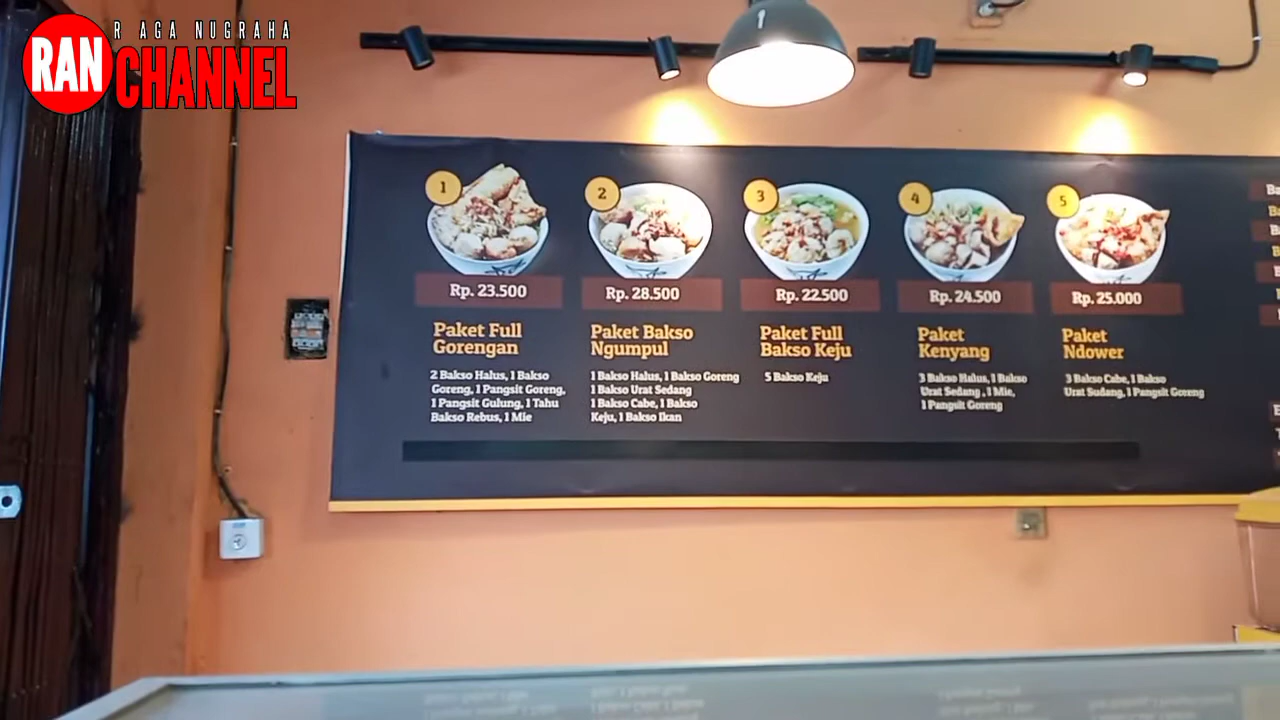 R AGA NUGRAHA
RAN CHANNEL
1
Rp. 23.500
Paket Full
Gorengan
2 Bakso Halus, 1 Bakso
Goreng, 1 Pangsit Goreng,
1 Pangsit Gulung, 1 Tahu
Bakso Rebus, 1 Mie
2
Rp. 28.500
Paket Bakso
Ngumpul
1 Bakso Halus, 1 Bakso Goreng
1 Bakso Urat Sedang
1 Bakso Cabe, 1 Bakso
Keju, 1 Bakso Ikan
3
Rp. 22.500
Paket Full
Bakso Keju
5 Bakso Keju
4
Rp. 24.500
Paket
Kenyang
3 Bakso Halus, 1 Bakso
Urat Sedang , 1 Mie,
1 Pangsit Goreng
5
Rp. 25.000
Paket
Ndower
3 Bakso Cabe, 1 Bakso
Urat Sudang, 1 Pangsit Goreng